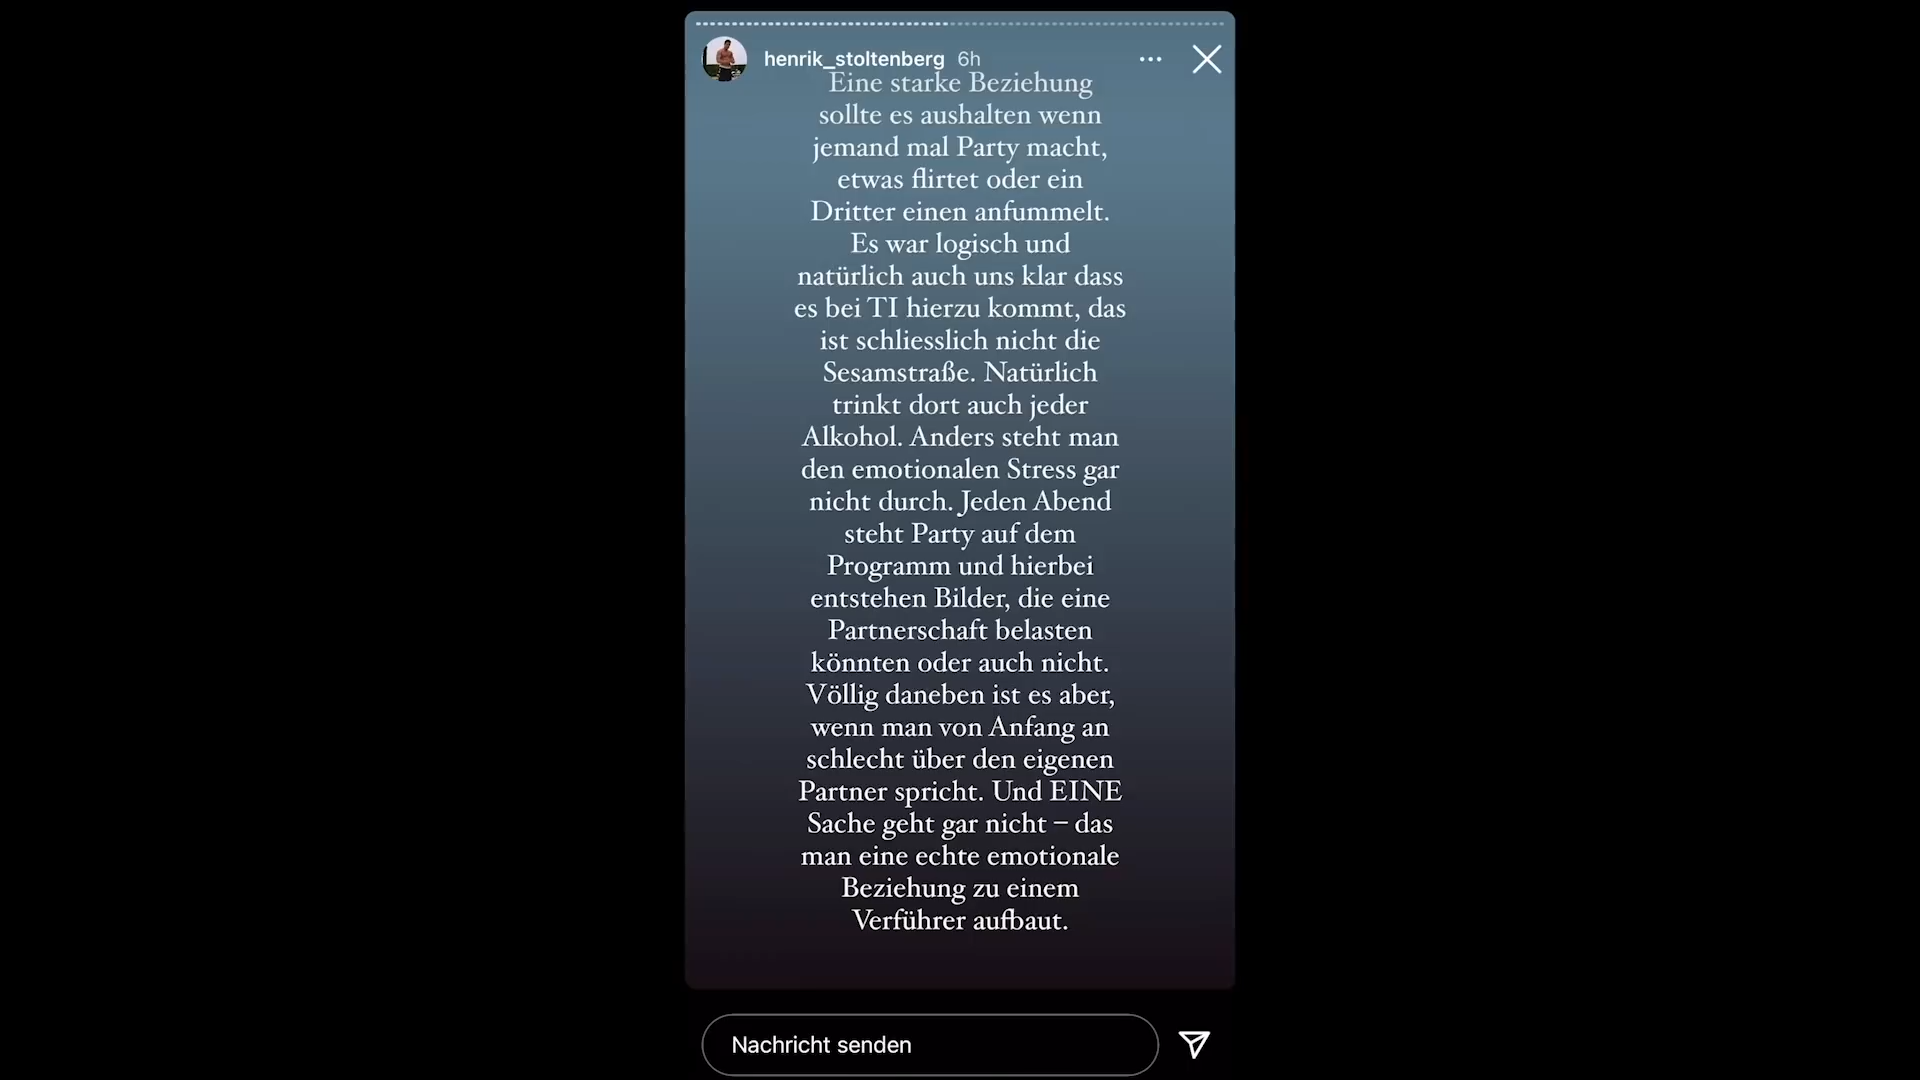 henrik_stoltenberg 6h
Eine starke Beziehung
sollte es aushalten wenn
jemand mal Party macht,
etwas flirtet oder ein
Dritter einen anfummelt.
Es war logisch und
natürlich auch uns klar dass
es bei TI hierzu kommt, das
ist schliesslich nicht die
Sesamstraße. Natürlich
trinkt dort auch jeder
Alkohol. Anders steht man
den emotionalen Stress gar
nicht durch. Jeden Abend
steht Party auf dem
Programm und hierbei
entstehen Bilder, die eine
Partnerschaft belasten
könnten oder auch nicht.
Völlig daneben ist es aber,
wenn man von Anfang an
schlecht über den eigenen
Partner spricht. Und EINE
Sache geht gar nicht – das
man eine echte emotionale
Beziehung zu einem
Verführer aufbaut.
Nachricht senden